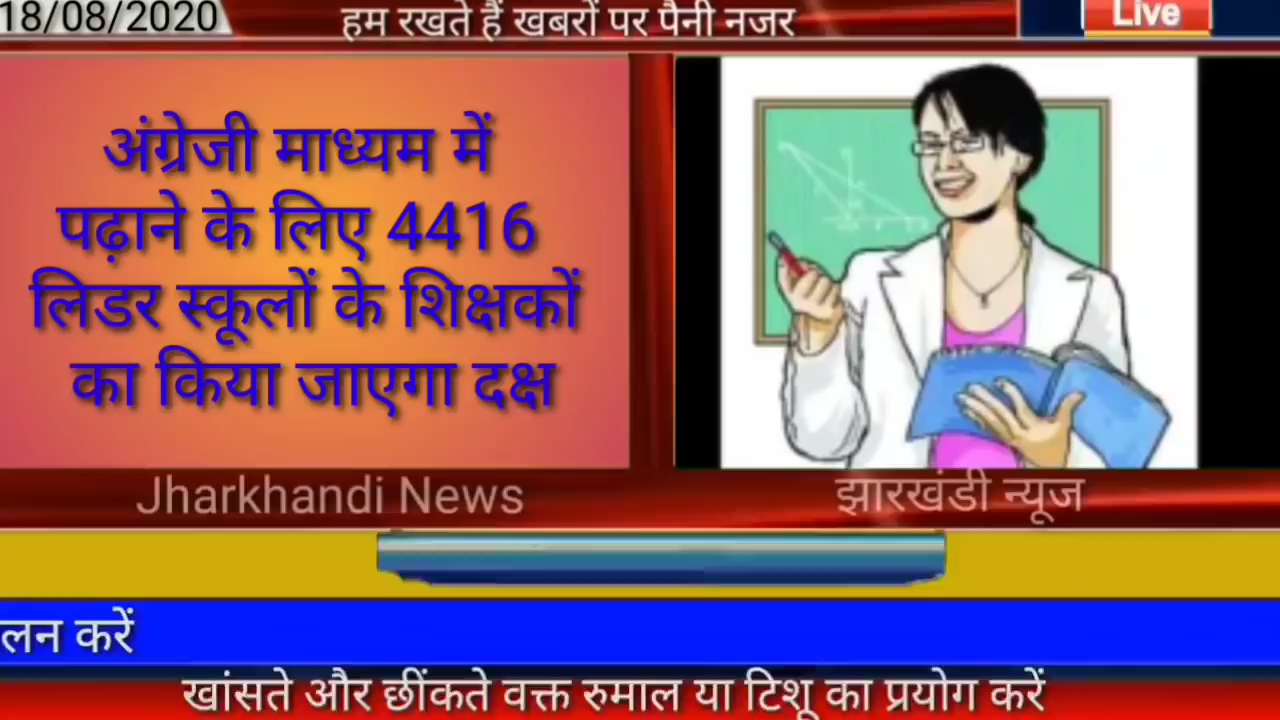 18/08/2020
हम रखते हैं खबरों पर पैनी नजर
Live
अंग्रेजी माध्यम में
पढ़ाने के लिए 4416
लिडर स्कूलों के शिक्षकों
का किया जाएगा दक्ष
Jharkhandi News
झारखंडी न्यूज
लन करें
खांसते और छींकते वक्त रुमाल या टिशू का प्रयोग करें